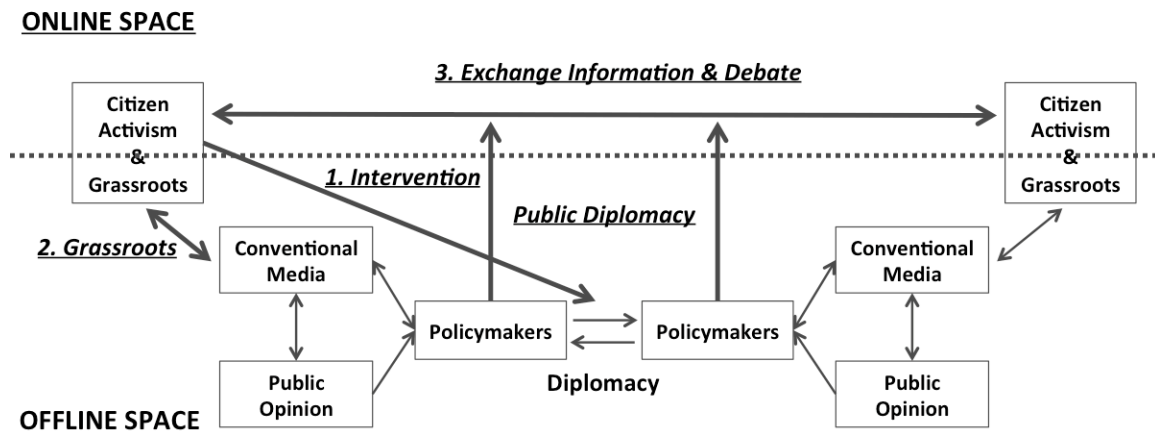 ONLINE SPACE
3. Exchange Information & Debate
Citizen
Activism
&
Grassroots
Citizen
Activism
&
Grassroots
1. Intervention
Public Diplomacy
2. Grassroots
Conventional
Media
Conventional
Media
Policymakers
Policymakers
Diplomacy
Public
Opinion
Public
Opinion
OFFLINE SPACE